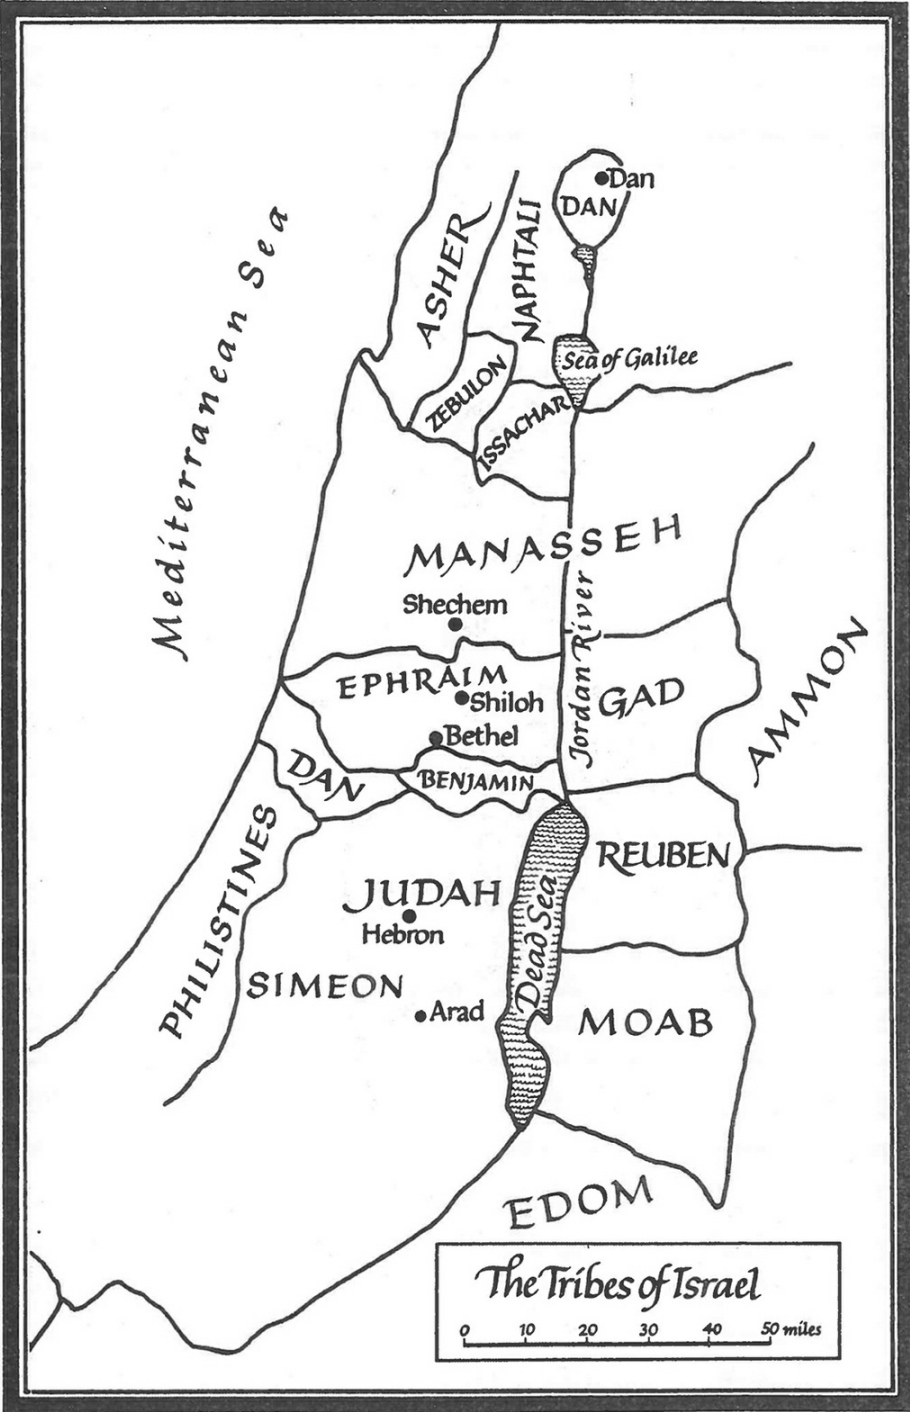 Dan
DAN
Mediterranean Sea
ASHER
NAPHTALI
Sea of Galilee
ZEBULON
ISSACHAR
MANASSEH
Shechem
Jordan River
EPHRAIM
Shiloh
GAD
AMMON
Bethel
DAN
BENJAMIN
PHILISTINES
REUBEN
JUDAH
Hebron
Dead Sea
SIMEON
Arad
MOAB
EDOM
The Tribes of Israel
0 10 20 30 40 50 miles